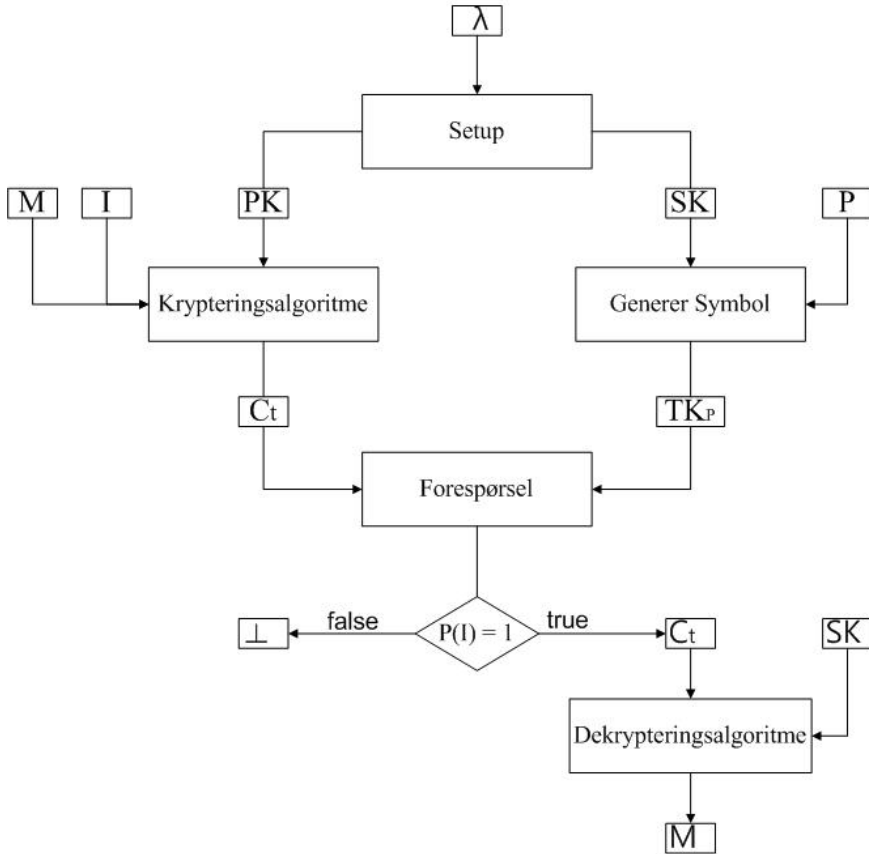 λ
Setup
M
I
PK
SK
P
Krypteringsalgoritme
Generer Symbol
Ct
TKP
Forespørsel
⊥
false
P(I) = 1
true
Ct
SK
Dekrypteringsalgoritme
M